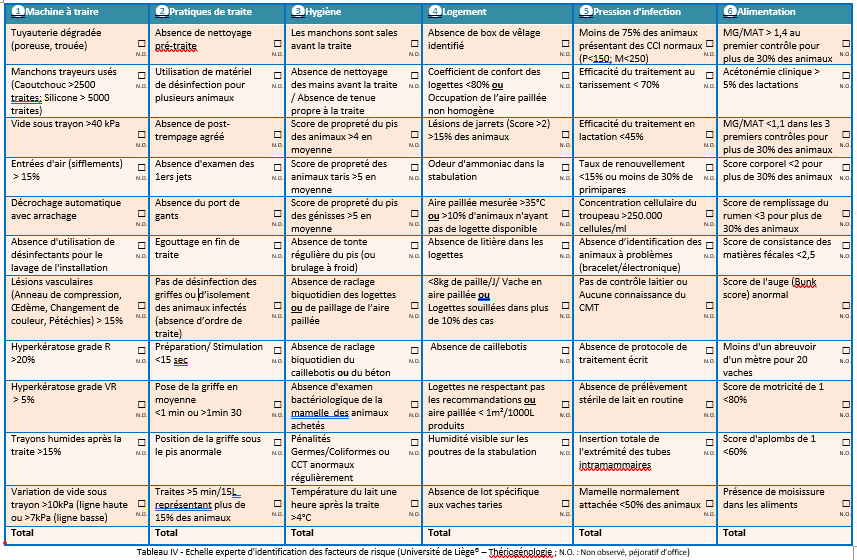 1 Machine à traire
2 Pratiques de traite
3 Hygiène
4 Logement
5 Pression d'infection
6 Alimentation
Tuyauterie dégradée
(poreuse, trouée)
N.O.
Absence de nettoyage
pré-traite
N.O.
Les manchons sont sales
avant la traite
N.O.
Absence de box de vêlage
identifié
N.O.
Moins de 75% des animaux
présentant des CCI normaux
(P<150; M<250)
N.O.
MG/MAT > 1,4 au
premier contrôle pour
plus de 30% des animaux
N.O.
Manchons trayeurs usés
(Caoutchouc >2500
traites; Silicone > 5000
traites)
N.O.
Utilisation de matériel
de désinfection pour
plusieurs animaux
N.O.
Absence de nettoyage
des mains avant la traite
/ Absence de tenue
propre à la traite
N.O.
Coefficient de confort des
logettes <80% ou
Occupation de l'aire paillée
non homogène
N.O.
Efficacité du traitement au
tarissement < 70%
N.O.
Acétonémie clinique >
5% des lactations
N.O.
Vide sous trayon >40 kPa
N.O.
Absence de post-
trempage agréé
N.O.
Score de propreté du pis
des animaux >4 en
moyenne
N.O.
Lésions de jarrets (Score >2)
>15% des animaux
N.O.
Efficacité du traitement en
lactation <45%
N.O.
MG/MAT <1,1 dans les 3
premiers contrôles pour
plus de 30% des animaux
N.O.
Entrées d'air (sifflements)
> 15%
N.O.
Absence d'examen des
1ers jets
N.O.
Score de propreté des
animaux taris >5 en
moyenne
N.O.
Odeur d'ammoniac dans la
stabulation
N.O.
Taux de renouvellement
<15% ou moins de 30% de
primipares
N.O.
Score corporel <2 pour
plus de 30% des animaux
N.O.
Décrochage automatique
avec arrachage
N.O.
Absence du port de
gants
N.O.
Score de propreté du pis
des génisses >5 en
moyenne
N.O.
Aire paillée mesurée >35°C
ou >10% d'animaux n'ayant
pas de logette disponible
N.O.
Concentration cellulaire du
troupeau >250.000
cellules/ml
N.O.
Score de remplissage du
rumen <3 pour plus de
30% des animaux
N.O.
Absence d'utilisation de
désinfectants pour le
lavage de l'installation
N.O.
Egouttage en fin de
traite
N.O.
Absence de tonte
régulière du pis (ou
brulage à froid)
N.O.
Absence de litière dans les
logettes
N.O.
Absence d'identification des
animaux à problèmes
(bracelet/électronique)
N.O.
Score de consistance des
matières fécales <2,5
N.O.
Lésions vasculaires
(Anneau de compression,
Œdème, Changement de
couleur, Pétéchies) > 15%
N.O.
Pas de désinfection des
griffes ou d'isolement
des animaux infectés
(absence d'ordre de
traite)
N.O.
Absence de raclage
biquotidien des logettes
ou de paillage de l'aire
paillée
N.O.
<8kg de paille/J/ Vache en
aire paillée ou
Logettes souillées dans plus
de 10% des cas
N.O.
Pas de contrôle laitier ou
Aucune connaissance du
CMT
N.O.
Score de l'auge (Bunk
score) anormal
N.O.
Hyperkératose grade R
>20%
N.O.
Préparation/ Stimulation
<15 sec
N.O.
Absence de raclage
biquotidien du
caillebotis ou du béton
N.O.
Absence de caillebotis
N.O.
Absence de protocole de
traitement écrit
N.O.
Moins d'un abreuvoir
d'un mètre pour 20
vaches
N.O.
Hyperkératose grade VR
> 5%
N.O.
Pose de la griffe en
moyenne
<1 min ou >1min 30
N.O.
Absence d'examen
bactériologique de la
mamelle des animaux
achetés
N.O.
Logettes ne respectant pas
les recommandations ou
aire paillée < 1m²/1000L
produits
N.O.
Absence de prélèvement
stérile de lait en routine
N.O.
Score de motricité de 1
<80%
N.O.
Trayons humides après la
traite >15%
N.O.
Position de la griffe sous
le pis anormale
N.O.
Pénalités
Germes/Coliformes ou
CCT anormaux
régulièrement
N.O.
Humidité visible sur les
poutres de la stabulation
N.O.
Insertion totale de
l'extrémité des tubes
intramammaires
N.O.
Score d'aplombs de 1
<60%
N.O.
Variation de vide sous
trayon >10kPa (ligne haute
ou >7kPa (ligne basse)
N.O.
Traites >5 min/15L
représentant plus de
15% des animaux
N.O.
Température du lait une
heure après la traite
>4°C
N.O.
Absence de lot spécifique
aux vaches taries
N.O.
Mamelle normalement
attachée <50% des animaux
N.O.
Présence de moisissure
dans les aliments
N.O.
Total
Total
Total
Total
Total
Total
Tableau IV - Echelle experte d'identification des facteurs de risque (Université de Liège® – Thériogénologie ; N.O. : Non observé, péjoratif d'office)